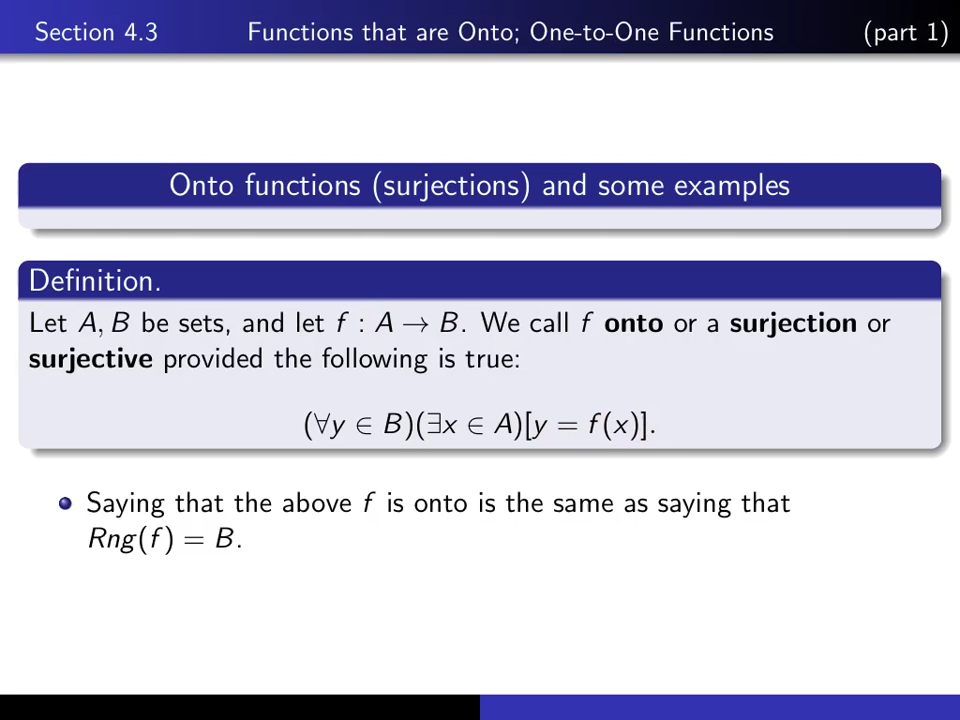 Section 4.3 Functions that are Onto; One-to-One Functions (part 1)
Onto functions (surjections) and some examples
Definition.
Let A, B be sets, and let f : A → B. We call f onto or a surjection or
surjective provided the following is true:
(∀y ∈ B)(∃x ∈ A)[y = f(x)].
Saying that the above f is onto is the same as saying that
Rng(f) = B.